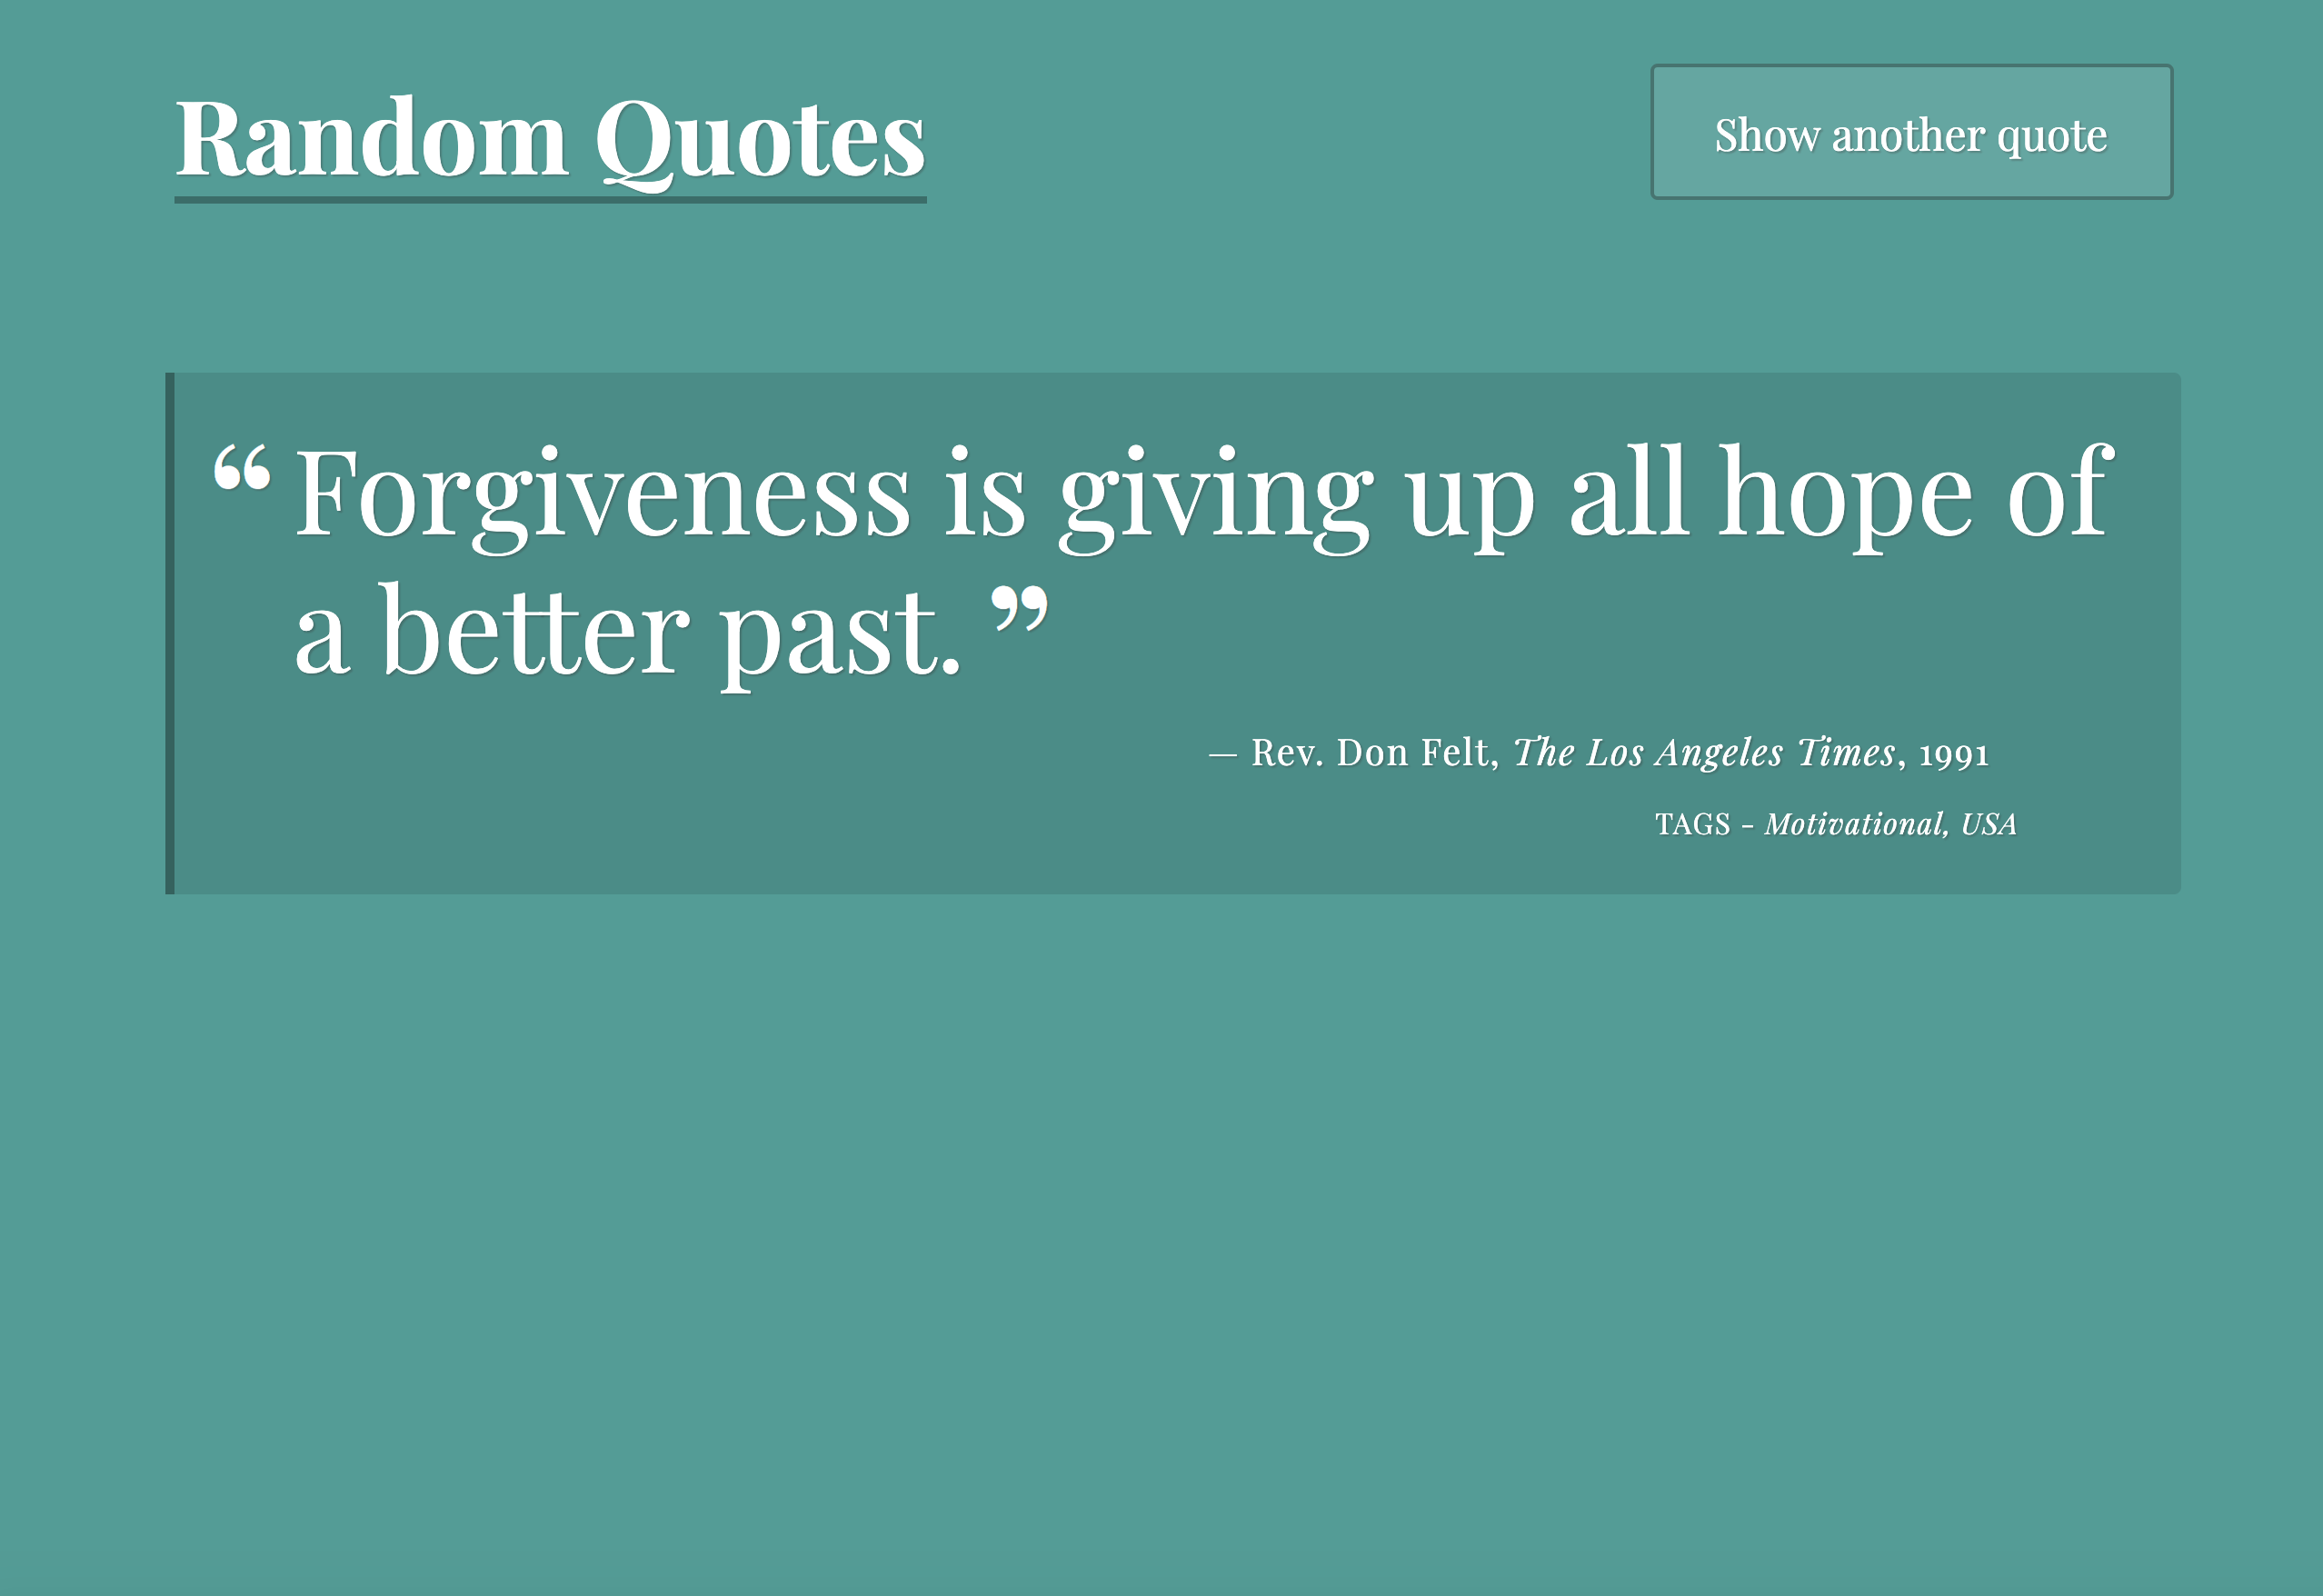 Random Quotes
Show another quote
“ Forgiveness is giving up all hope of
a better past. ”
— Rev. Don Felt, The Los Angeles Times, 1991
TAGS - Motivational, USA